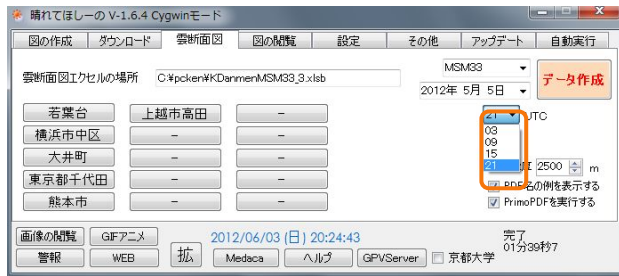 晴れてほしーの V-1.6.4 Cygwinモード
図の作成 ダウンロード 雲断面図 図の閲覧 設定 その他 アップデート 自動実行
雲断面図エクセルの場所 C:¥pcken¥KDanmenMSM33_3.xlsb
MSM33
2012年 5月 5日
データ作成
若葉台 上越市高田 －
21 UTC
横浜市中区 － －
03
09
大井町 － －
15
21 2500 m
東京都千代田 － －
PDF名の例を表示する
熊本市 － －
PrimoPDFを実行する
画像の閲覧 GIFアニメ
警報 WEB
拡
2012/06/03 (日) 20:24:43
Medaca ヘルプ GPVServer 京都大学
完了
01分39秒7